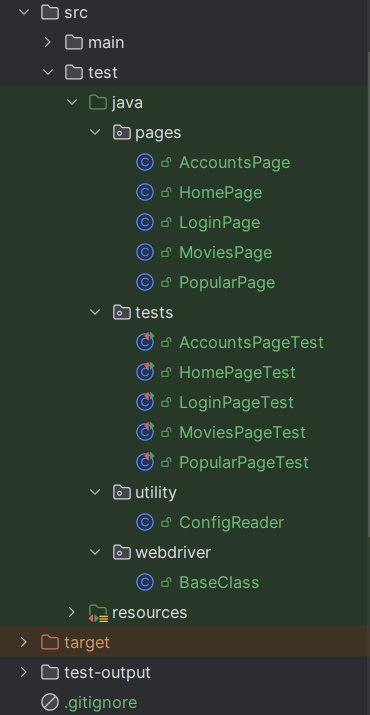 src
main
test
java
pages
AccountsPage
HomePage
LoginPage
MoviesPage
PopularPage
tests
AccountsPageTest
HomePageTest
LoginPageTest
MoviesPageTest
PopularPageTest
utility
ConfigReader
webdriver
BaseClass
resources
target
test-output
.gitignore